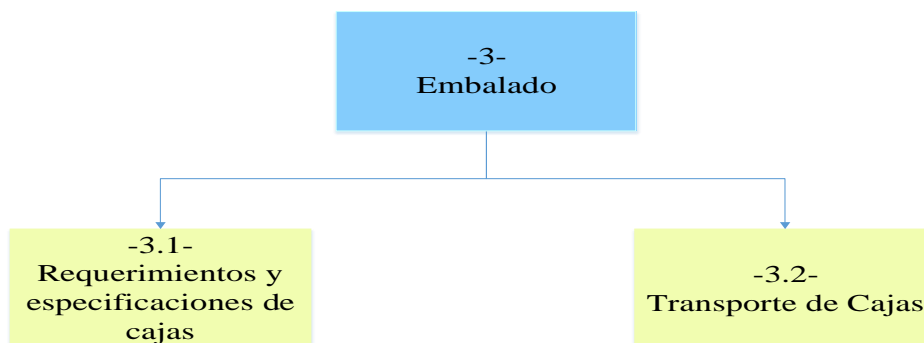 -3-
Embalado
-3.1-
Requerimientos y
especificaciones de
cajas
-3.2-
Transporte de Cajas